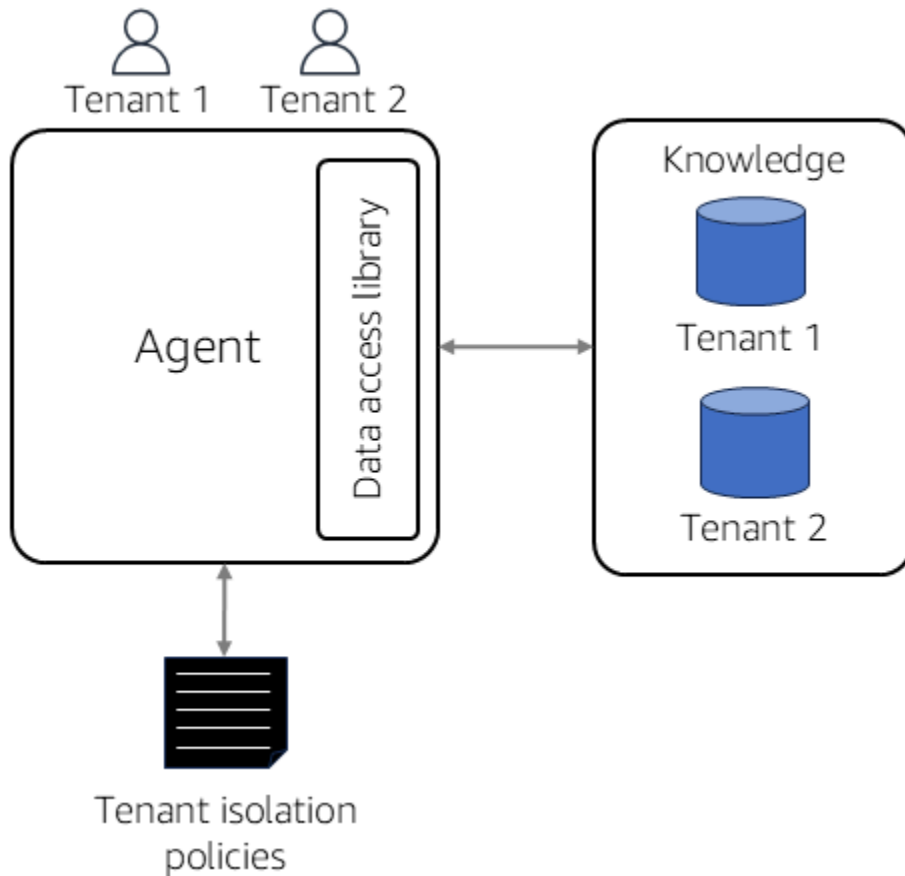 Tenant 1
Tenant 2
Agent
Data access library
Knowledge
Tenant 1
Tenant 2
Tenant isolation
policies